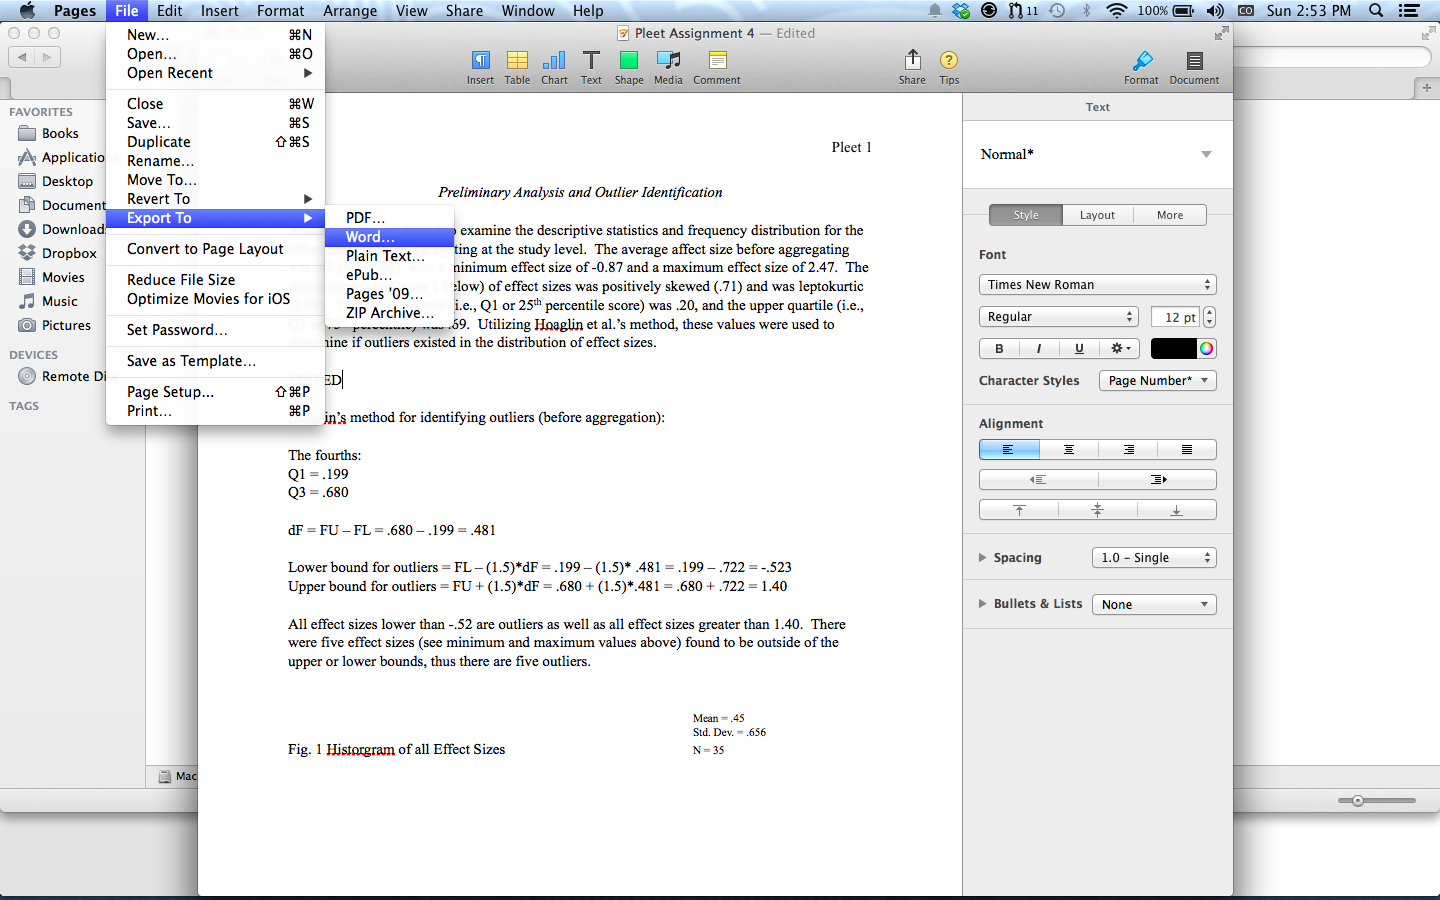 Pages File Edit Insert Format Arrange View Share Window Help 11 100% CO Sun 2:53 PM
Pleet Assignment 4 — Edited
Insert Table Chart Text Shape Media Comment Share Tips Format Document
New... ⌘N
Open... ⌘O
Open Recent
Close ⌘W
Save... ⌘S
Duplicate ⇧⌘S
Rename...
Move To...
Revert To
Export To
Convert to Page Layout
Reduce File Size
Optimize Movies for iOS
Set Password...
Save as Template...
Page Setup... ⇧⌘P
Print... ⌘P
PDF...
Word...
Plain Text...
ePub...
Pages '09...
ZIP Archive...
FAVORITES
Books
Applicatio
Desktop
Document
Download
Dropbox
Movies
Music
Pictures
DEVICES
Remote Di
TAGS
Mac
Pleet 1
Preliminary Analysis and Outlier Identification
examine the descriptive statistics and frequency distribution for the
ting at the study level. The average affect size before aggregating
minimum effect size of -0.87 and a maximum effect size of 2.47. The
elow) of effect sizes was positively skewed (.71) and was leptokurtic
i.e., Q1 or 25th percentile score) was .20, and the upper quartile (i.e.,
.69. Utilizing Hoaglin et al.'s method, these values were used to
mine if outliers existed in the distribution of effect sizes.
ED
in's method for identifying outliers (before aggregation):
The fourths:
Q1 = .199
Q3 = .680
dF = FU – FL = .680 – .199 = .481
Lower bound for outliers = FL – (1.5)*dF = .199 – (1.5)* .481 = .199 – .722 = -.523
Upper bound for outliers = FU + (1.5)*dF = .680 + (1.5)*.481 = .680 + .722 = 1.40
All effect sizes lower than -.52 are outliers as well as all effect sizes greater than 1.40. There
were five effect sizes (see minimum and maximum values above) found to be outside of the
upper or lower bounds, thus there are five outliers.
Mean = .45
Std. Dev. = .656
N = 35
Fig. 1 Historgram of all Effect Sizes
Text
Normal*
Style Layout More
Font
Times New Roman
Regular 12 pt
B I U
Character Styles Page Number*
Alignment
Spacing 1.0 - Single
Bullets & Lists None